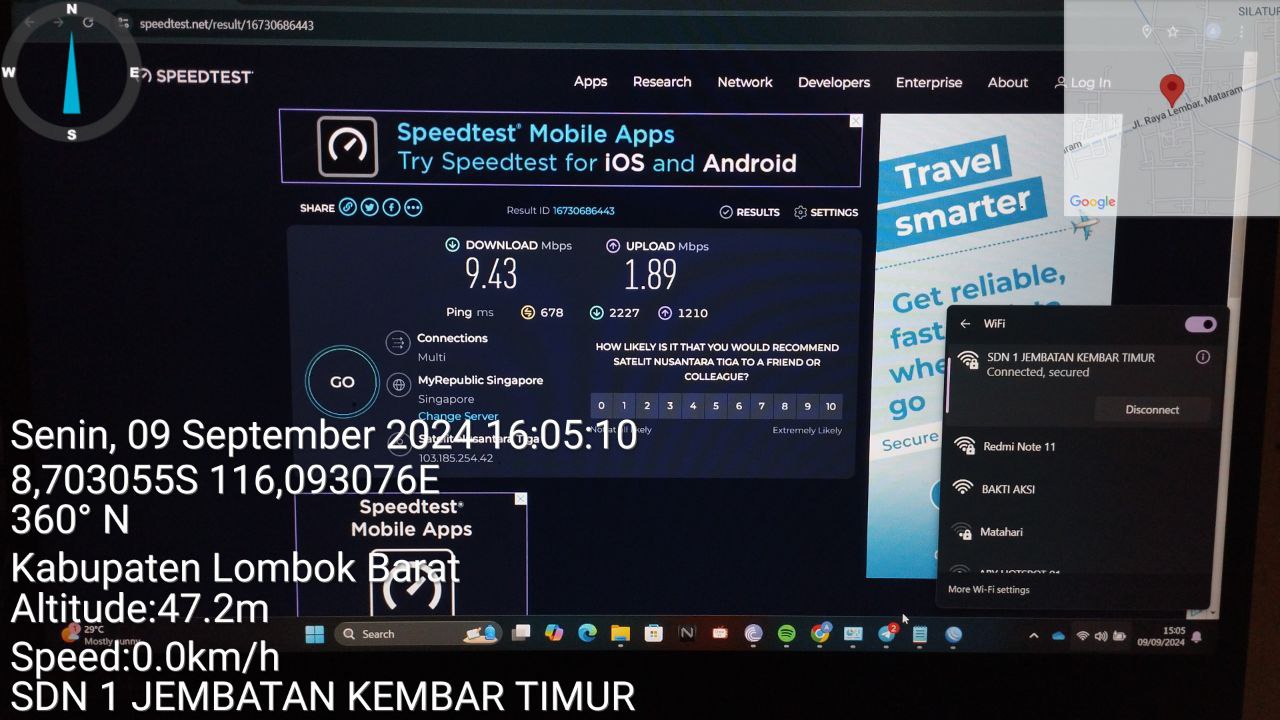 speedtest.net/result/16730686443
N
W
E
S
SPEEDTEST
Apps Research Network Developers Enterprise About Log In
SILATUR
Jl. Raya Lembar, Mataram
Google
Speedtest® Mobile Apps
Try Speedtest for iOS and Android
SHARE
Result ID 16730686443
RESULTS SETTINGS
DOWNLOAD Mbps
9.43
UPLOAD Mbps
1.89
Ping ms 678 2227 1210
GO
Connections
Multi
MyRepublic Singapore
Singapore
Change Server
Satelit Nusantara Tiga
103.185.254.42
HOW LIKELY IS IT THAT YOU WOULD RECOMMEND
SATELIT NUSANTARA TIGA TO A FRIEND OR
COLLEAGUE?
0 1 2 3 4 5 6 7 8 9 10
Not at all likely
Extremely Likely
Travel
smarter
Get reliable,
fast
whe
go
Secure
WiFi
SDN 1 JEMBATAN KEMBAR TIMUR
Connected, secured
Disconnect
Redmi Note 11
BAKTI AKSI
Matahari
More Wi-Fi settings
Speedtest®
Mobile Apps
Senin, 09 September 2024 16:05:10
8,703055S 116,093076E
360° N
Kabupaten Lombok Barat
Altitude:47.2m
Speed:0.0km/h
SDN 1 JEMBATAN KEMBAR TIMUR
29°C
Mostly sunny
Search
2
15:05
09/09/2024